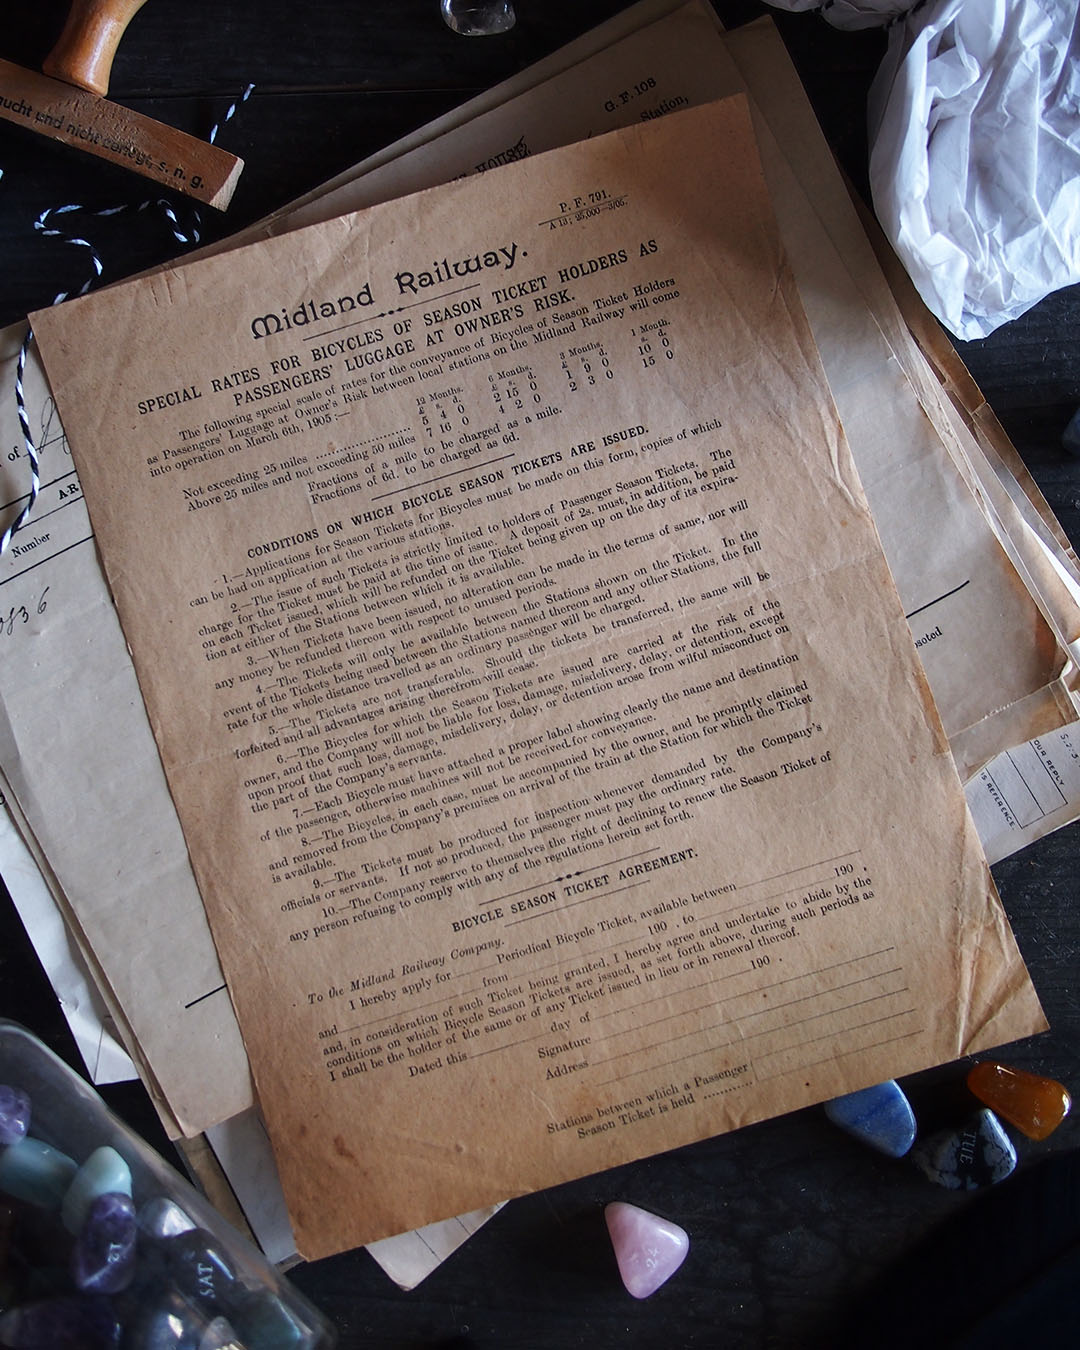 G. F. 108
Station,
HOUSE,
ucht und nicht zerlegt, s. n. g.
P. F. 791.
A 13; 25,000—3/05.
Midland Railway.
SPECIAL RATES FOR BICYCLES OF SEASON TICKET HOLDERS AS
PASSENGERS' LUGGAGE AT OWNER'S RISK.
The following special scale of rates for the conveyance of Bicycles of Season Ticket Holders
as Passengers' Luggage at Owner's Risk between local stations on the Midland Railway will come
into operation on March 6th, 1905:—
12 Months. 6 Months. 3 Months. 1 Month.
£ s. d. £ s. d. £ s. d. s. d.
Not exceeding 25 miles .................... 5 4 0 2 15 0 1 9 0 10 0
Above 25 miles and not exceeding 50 miles 7 16 0 4 2 0 2 3 0 15 0
Fractions of a mile to be charged as a mile.
Fractions of 6d. to be charged as 6d.
CONDITIONS ON WHICH BICYCLE SEASON TICKETS ARE ISSUED.
1.—Applications for Season Tickets for Bicycles must be made on this form, copies of which
can be had on application at the various stations.
2.—The issue of such Tickets is strictly limited to holders of Passenger Season Tickets. The
charge for the Ticket must be paid at the time of issue. A deposit of 2s. must, in addition, be paid
on each Ticket issued, which will be refunded on the Ticket being given up on the day of its expira-
tion at either of the Stations between which it is available.
3.—When Tickets have been issued, no alteration can be made in the terms of same, nor will
any money be refunded thereon with respect to unused periods.
4.—The Tickets will only be available between the Stations shown on the Ticket. In the
event of the Tickets being used between the Stations named thereon and any other Stations, the full
rate for the whole distance travelled as an ordinary passenger will be charged.
5.—The Tickets are not transferable. Should the tickets be transferred, the same will be
forfeited and all advantages arising therefrom will cease.
6.—The Bicycles for which the Season Tickets are issued are carried at the risk of the
owner, and the Company will not be liable for loss, damage, misdelivery, delay, or detention, except
upon proof that such loss, damage, misdelivery, delay, or detention arose from wilful misconduct on
the part of the Company's servants.
7.—Each Bicycle must have attached a proper label showing clearly the name and destination
of the passenger, otherwise machines will not be received for conveyance.
8.—The Bicycles, in each case, must be accompanied by the owner, and be promptly claimed
and removed from the Company's premises on arrival of the train at the Station for which the Ticket
is available.
9.—The Tickets must be produced for inspection whenever demanded by the Company's
officials or servants. If not so produced, the passenger must pay the ordinary rate.
10.—The Company reserve to themselves the right of declining to renew the Season Ticket of
any person refusing to comply with any of the regulations herein set forth.
BICYCLE SEASON TICKET AGREEMENT.
To the Midland Railway Company.
I hereby apply for Periodical Bicycle Ticket, available between
and from 190 . to 190 ,
and, in consideration of such Ticket being granted, I hereby agree and undertake to abide by the
conditions on which Bicycle Season Tickets are issued, as set forth above, during such periods as
I shall be the holder of the same or of any Ticket issued in lieu or in renewal thereof.
Dated this day of 190 .
Signature
Address
Stations between which a Passenger
Season Ticket is held ............
of
AR
Number
osoted
OUR REPLY
IS REFERENCE.
TUE
24
12
SAT